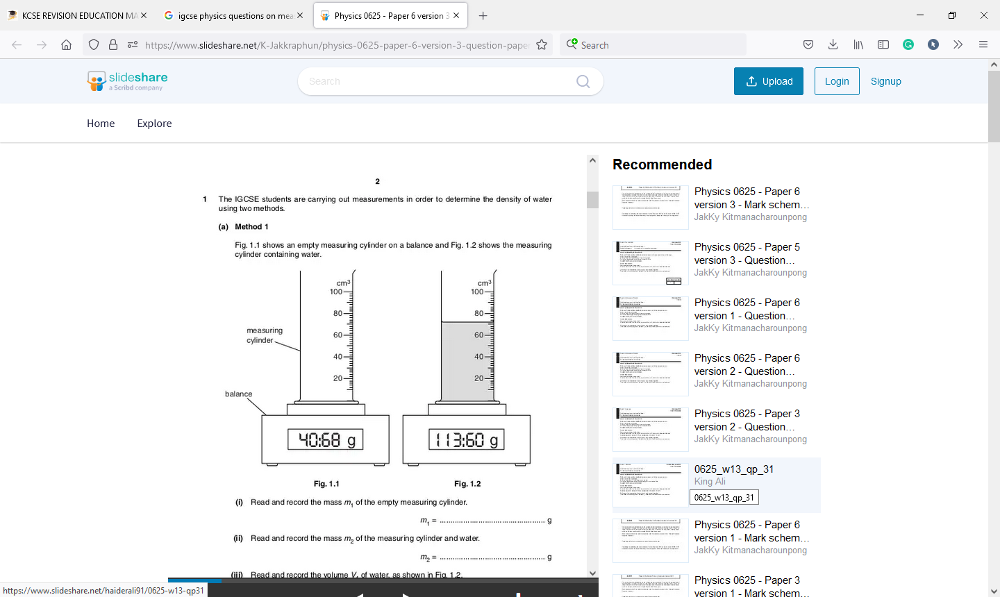 KCSE REVISION EDUCATION MA
igcse physics questions on mea
Physics 0625 - Paper 6 version 3
https://www.slideshare.net/K-Jakkraphun/physics-0625-paper-6-version-3-question-paper
Search
slideshare
a Scribd company
Search
Upload
Login
Signup
Home
Explore
2
1 The IGCSE students are carrying out measurements in order to determine the density of water
using two methods.
(a) Method 1
Fig. 1.1 shows an empty measuring cylinder on a balance and Fig. 1.2 shows the measuring
cylinder containing water.
cm³
100
80
60
40
20
measuring
cylinder
balance
40:68 g
Fig. 1.1
cm³
100
80
60
40
20
113:60 g
Fig. 1.2
(i) Read and record the mass m₁ of the empty measuring cylinder.
m₁ = .................................................. g
(ii) Read and record the mass m₂ of the measuring cylinder and water.
m₂ = .................................................. g
(iii) Read and record the volume V₁ of water, as shown in Fig. 1.2.
Recommended
Physics 0625 - Paper 6
version 3 - Mark schem...
JakKy Kitmanacharounpong
Physics 0625 - Paper 5
version 3 - Question...
JakKy Kitmanacharounpong
Physics 0625 - Paper 6
version 1 - Question...
JakKy Kitmanacharounpong
Physics 0625 - Paper 6
version 2 - Question...
JakKy Kitmanacharounpong
Physics 0625 - Paper 3
version 2 - Question...
JakKy Kitmanacharounpong
0625_w13_qp_31
King Ali
0625_w13_qp_31
Physics 0625 - Paper 6
version 1 - Mark schem...
JakKy Kitmanacharounpong
Physics 0625 - Paper 3
version 1 - Mark schem...
https://www.slideshare.net/haiderali91/0625-w13-qp31